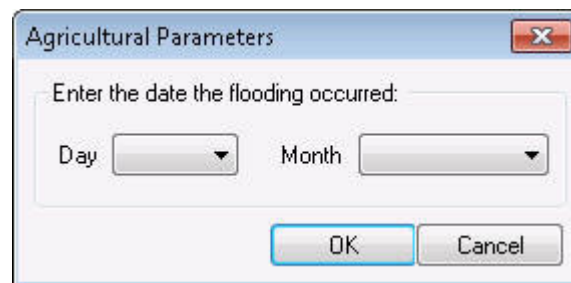 Agricultural Parameters
Enter the date the flooding occurred:
Day Month
OK Cancel